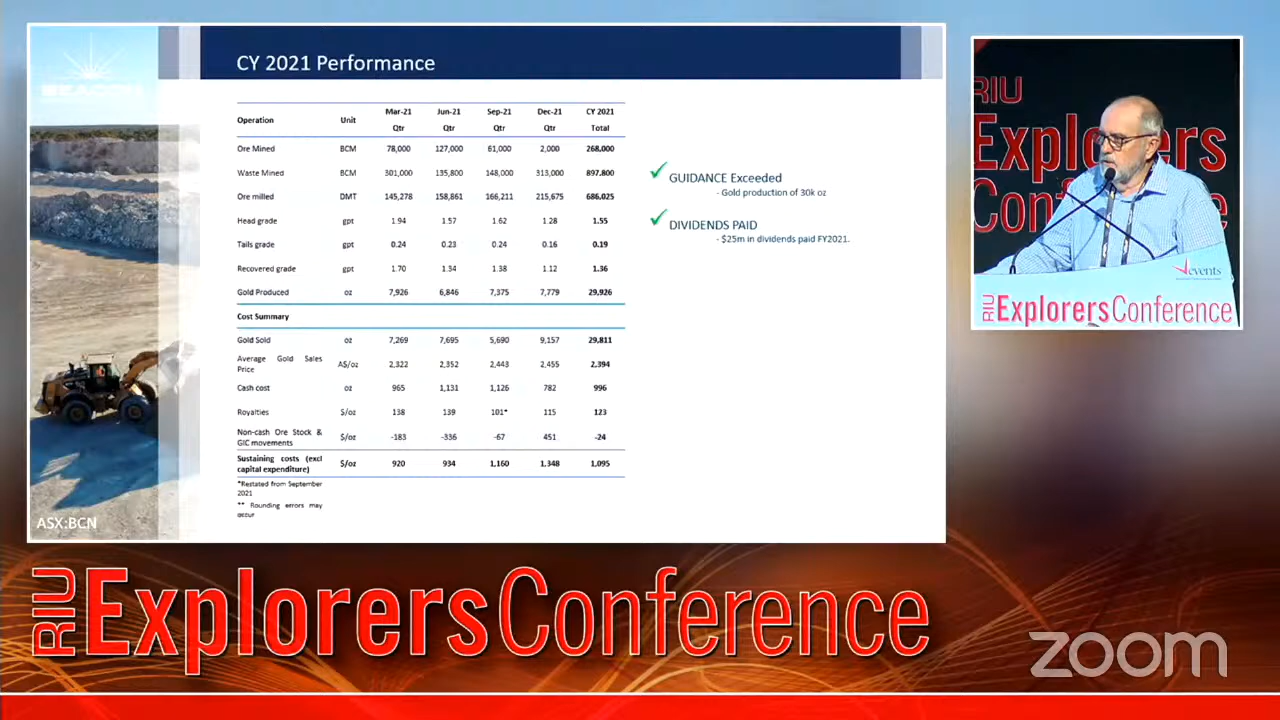 BEACON
CY 2021 Performance
Operation Unit Mar-21 Qtr Jun-21 Qtr Sep-21 Qtr Dec-21 Qtr CY 2021 Total
Ore Mined BCM 78,000 127,000 61,000 2,000 268,000
Waste Mined BCM 301,000 135,800 148,000 313,000 897,800
Ore milled DMT 145,278 158,861 166,211 215,675 686,025
Head grade gpt 1.94 1.57 1.62 1.28 1.55
Tails grade gpt 0.24 0.23 0.24 0.16 0.19
Recovered grade gpt 1.70 1.34 1.38 1.12 1.36
Gold Produced oz 7,926 6,846 7,375 7,779 29,926
Cost Summary
Gold Sold oz 7,269 7,695 5,690 9,157 29,811
Average Gold Sales Price A$/oz 2,322 2,352 2,443 2,455 2,394
Cash cost oz 965 1,131 1,126 782 996
Royalties $/oz 138 139 101* 115 123
Non-cash Ore Stock & GIC movements $/oz -183 -336 -67 451 -24
Sustaining costs (excl capital expenditure) $/oz 920 934 1,160 1,348 1,095
*Restated from September 2021
** Rounding errors may occur
GUIDANCE Exceeded
- Gold production of 30k oz
DIVIDENDS PAID
- $25m in dividends paid FY2021.
ASX:BCN
RIU
Explorers
Con
Vevents
RIU ExplorersConference
RIU ExplorersConference
zoom